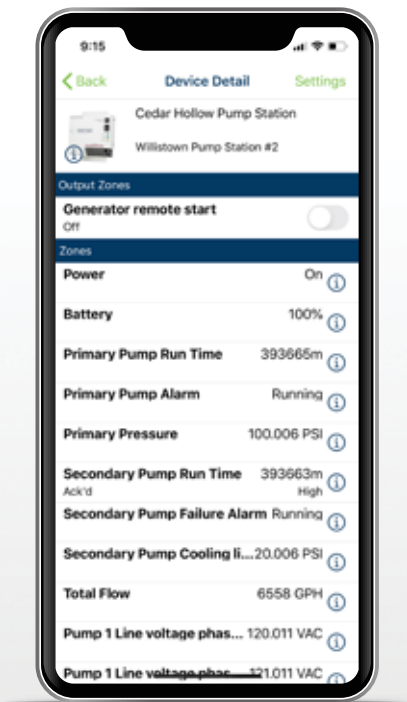 9:15
Back Device Detail Settings
Cedar Hollow Pump Station
Willistown Pump Station #2
Output Zones
Generator remote start
Off
Zones
Power On
Battery 100%
Primary Pump Run Time 393665m
Primary Pump Alarm Running
Primary Pressure 100.006 PSI
Secondary Pump Run Time 393663m
Ack'd High
Secondary Pump Failure Alarm Running
Secondary Pump Cooling li... 20.006 PSI
Total Flow 6558 GPH
Pump 1 Line voltage phas... 120.011 VAC
Pump 1 Line voltage phas... 121.011 VAC